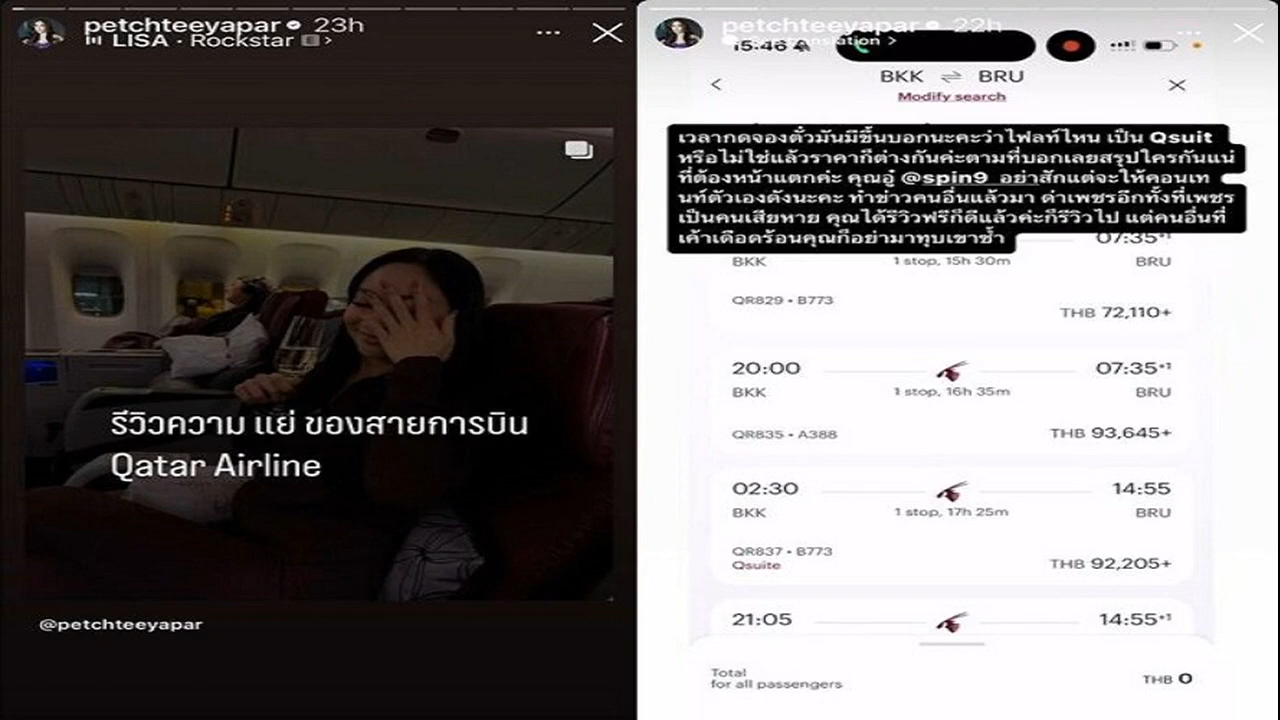 petchteeyapar 23h
LISA · Rockstar E >
รีวิวความ แย่ ของสายการบิน
Qatar Airline
@petchteeyapar
petchteeyapar 22h
15:46
BKK ⇌ BRU
Modify search
เวลากดจองตั๋วมันมีขึ้นบอกนะคะว่าไฟลท์ไหน เป็น Qsuit
หรือไม่ใช่แล้วราคาก็ต่างกันค่ะตามที่บอกเลยสรุปใครกันแน่
ที่ต้องหน้าแตกค่ะ คุณอู๋ @spin9 อย่าสักแต่จะให้คอนเท
นท์ตัวเองดังนะคะ ทำข่าวคนอื่นแล้วมา ด่าเพชรอีกทั้งที่เพชร
เป็นคนเสียหาย คุณได้รีวิวฟรีก็ดีแล้วค่ะก็รีวิวไป แต่คนอื่นที่
เค้าเดือดร้อนคุณก็อย่ามาทุบเขาซ้ำ
07:35+1
BKK 1 stop, 15h 30m BRU
QR829 • B773
THB 72,110+
20:00 07:35+1
BKK 1 stop, 16h 35m BRU
QR835 • A388 THB 93,645+
02:30 14:55
BKK 1 stop, 17h 25m BRU
QR837 • B773
Qsuite THB 92,205+
21:05 14:55+1
Total
for all passengers THB 0